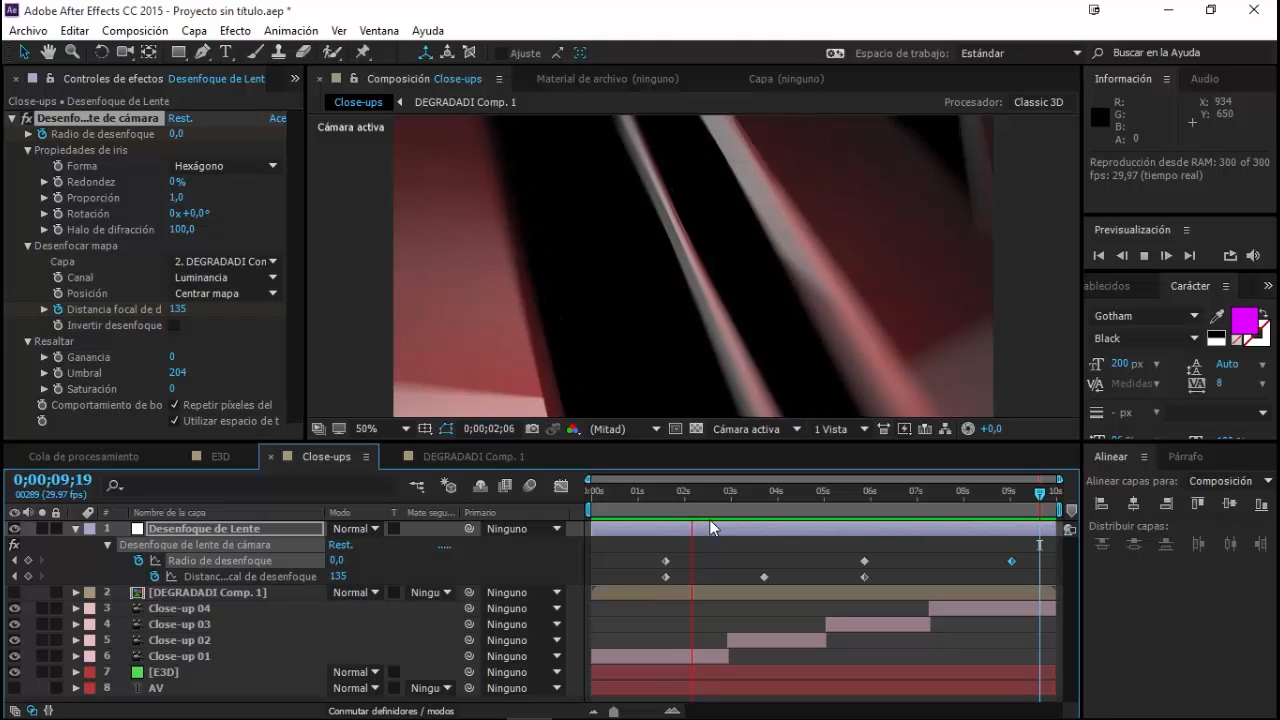 Adobe After Effects CC 2015 - Proyecto sin título.aep *
Archivo Editar Composición Capa Efecto Animación Ver Ventana Ayuda
Ajuste Espacio de trabajo: Estándar Buscar en la Ayuda
Controles de efectos Desenfoque de Lent
Composición Close-ups Material de archivo (ninguno) Capa (ninguno)
Información Audio
Close-ups • Desenfoque de Lente
Close-ups DEGRADADI Comp. 1 Procesador: Classic 3D
Cámara activa
R:
G:
B:
A: 0
X: 934
Y: 650
Reproducción desde RAM: 300 of 300
fps: 29,97 (tiempo real)
fx Desenfo...te de cámara Rest. Ace
Radio de desenfoque 0,0
Propiedades de iris
Forma Hexágono
Redondez 0%
Proporción 1,0
Rotación 0x+0,0°
Halo de difracción 100,0
Desenfocar mapa
Capa 2. DEGRADADI Con
Canal Luminancia
Posición Centrar mapa
Distancia focal de d 135
Invertir desenfoque
Resaltar
Ganancia 0
Umbral 204
Saturación 0
Comportamiento de bo Repetir píxeles del
Utilizar espacio de t
Previsualización
ablecidos Carácter
Gotham
Black
200 px Auto
Medidas 8
- px
50% 0;00;02;06 (Mitad) Cámara activa 1 Vista +0,0
Cola de procesamiento E3D Close-ups DEGRADADI Comp. 1
Alinear Párrafo
Alinear capas para: Composición
Distribuir capas:
0;00;09;19
00289 (29.97 fps)
:00s 01s 02s 03s 04s 05s 06s 07s 08s 09s 10s
# Nombre de la capa Modo T Mate segu... Primario
1 Desenfoque de Lente Normal Ninguno
fx Desenfoque de lente de cámara Rest. .....
Radio de desenfoque 0,0
Distanc...cal de desenfoque 135
2 [DEGRADADI Comp. 1] Normal Ningu Ninguno
3 Close-up 04 Ninguno
4 Close-up 03 Ninguno
5 Close-up 02 Ninguno
6 Close-up 01 Ninguno
7 [E3D] Normal Ninguno
8 T AV Normal Ningu Ninguno
Conmutar definidores / modos